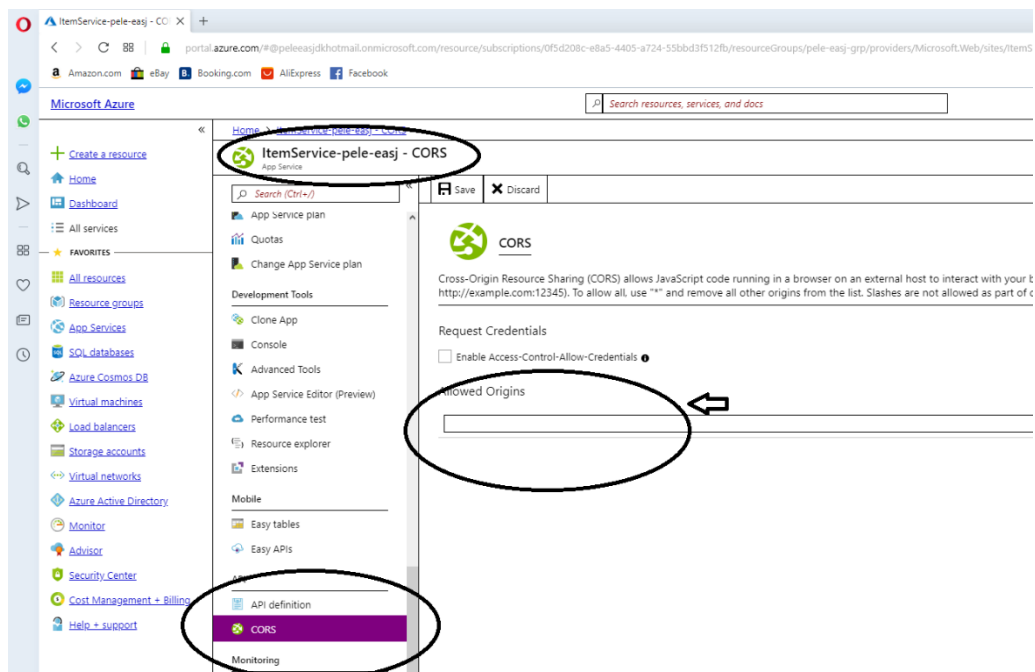 ItemService-pele-easj - CO
portal.azure.com/#@peleeasjdkhotmail.onmicrosoft.com/resource/subscriptions/0f5d208c-e8a5-4405-a724-55bbd3f512fb/resourceGroups/pele-easj-grp/providers/Microsoft.Web/sites/ItemS
Amazon.com eBay Booking.com AliExpress Facebook
Microsoft Azure
Search resources, services, and docs
Create a resource
Home
Dashboard
All services
FAVORITES
All resources
Resource groups
App Services
SQL databases
Azure Cosmos DB
Virtual machines
Load balancers
Storage accounts
Virtual networks
Azure Active Directory
Monitor
Advisor
Security Center
Cost Management + Billing
Help + support
Home > ItemService-pele-easj - CORS
ItemService-pele-easj - CORS
App Service
Search (Ctrl+/)
App Service plan
Quotas
Change App Service plan
Development Tools
Clone App
Console
Advanced Tools
App Service Editor (Preview)
Performance test
Resource explorer
Extensions
Mobile
Easy tables
Easy APIs
API
API definition
CORS
Monitoring
Save Discard
CORS
Cross-Origin Resource Sharing (CORS) allows JavaScript code running in a browser on an external host to interact with your b
http://example.com:12345). To allow all, use "*" and remove all other origins from the list. Slashes are not allowed as part of
Request Credentials
Enable Access-Control-Allow-Credentials
Allowed Origins